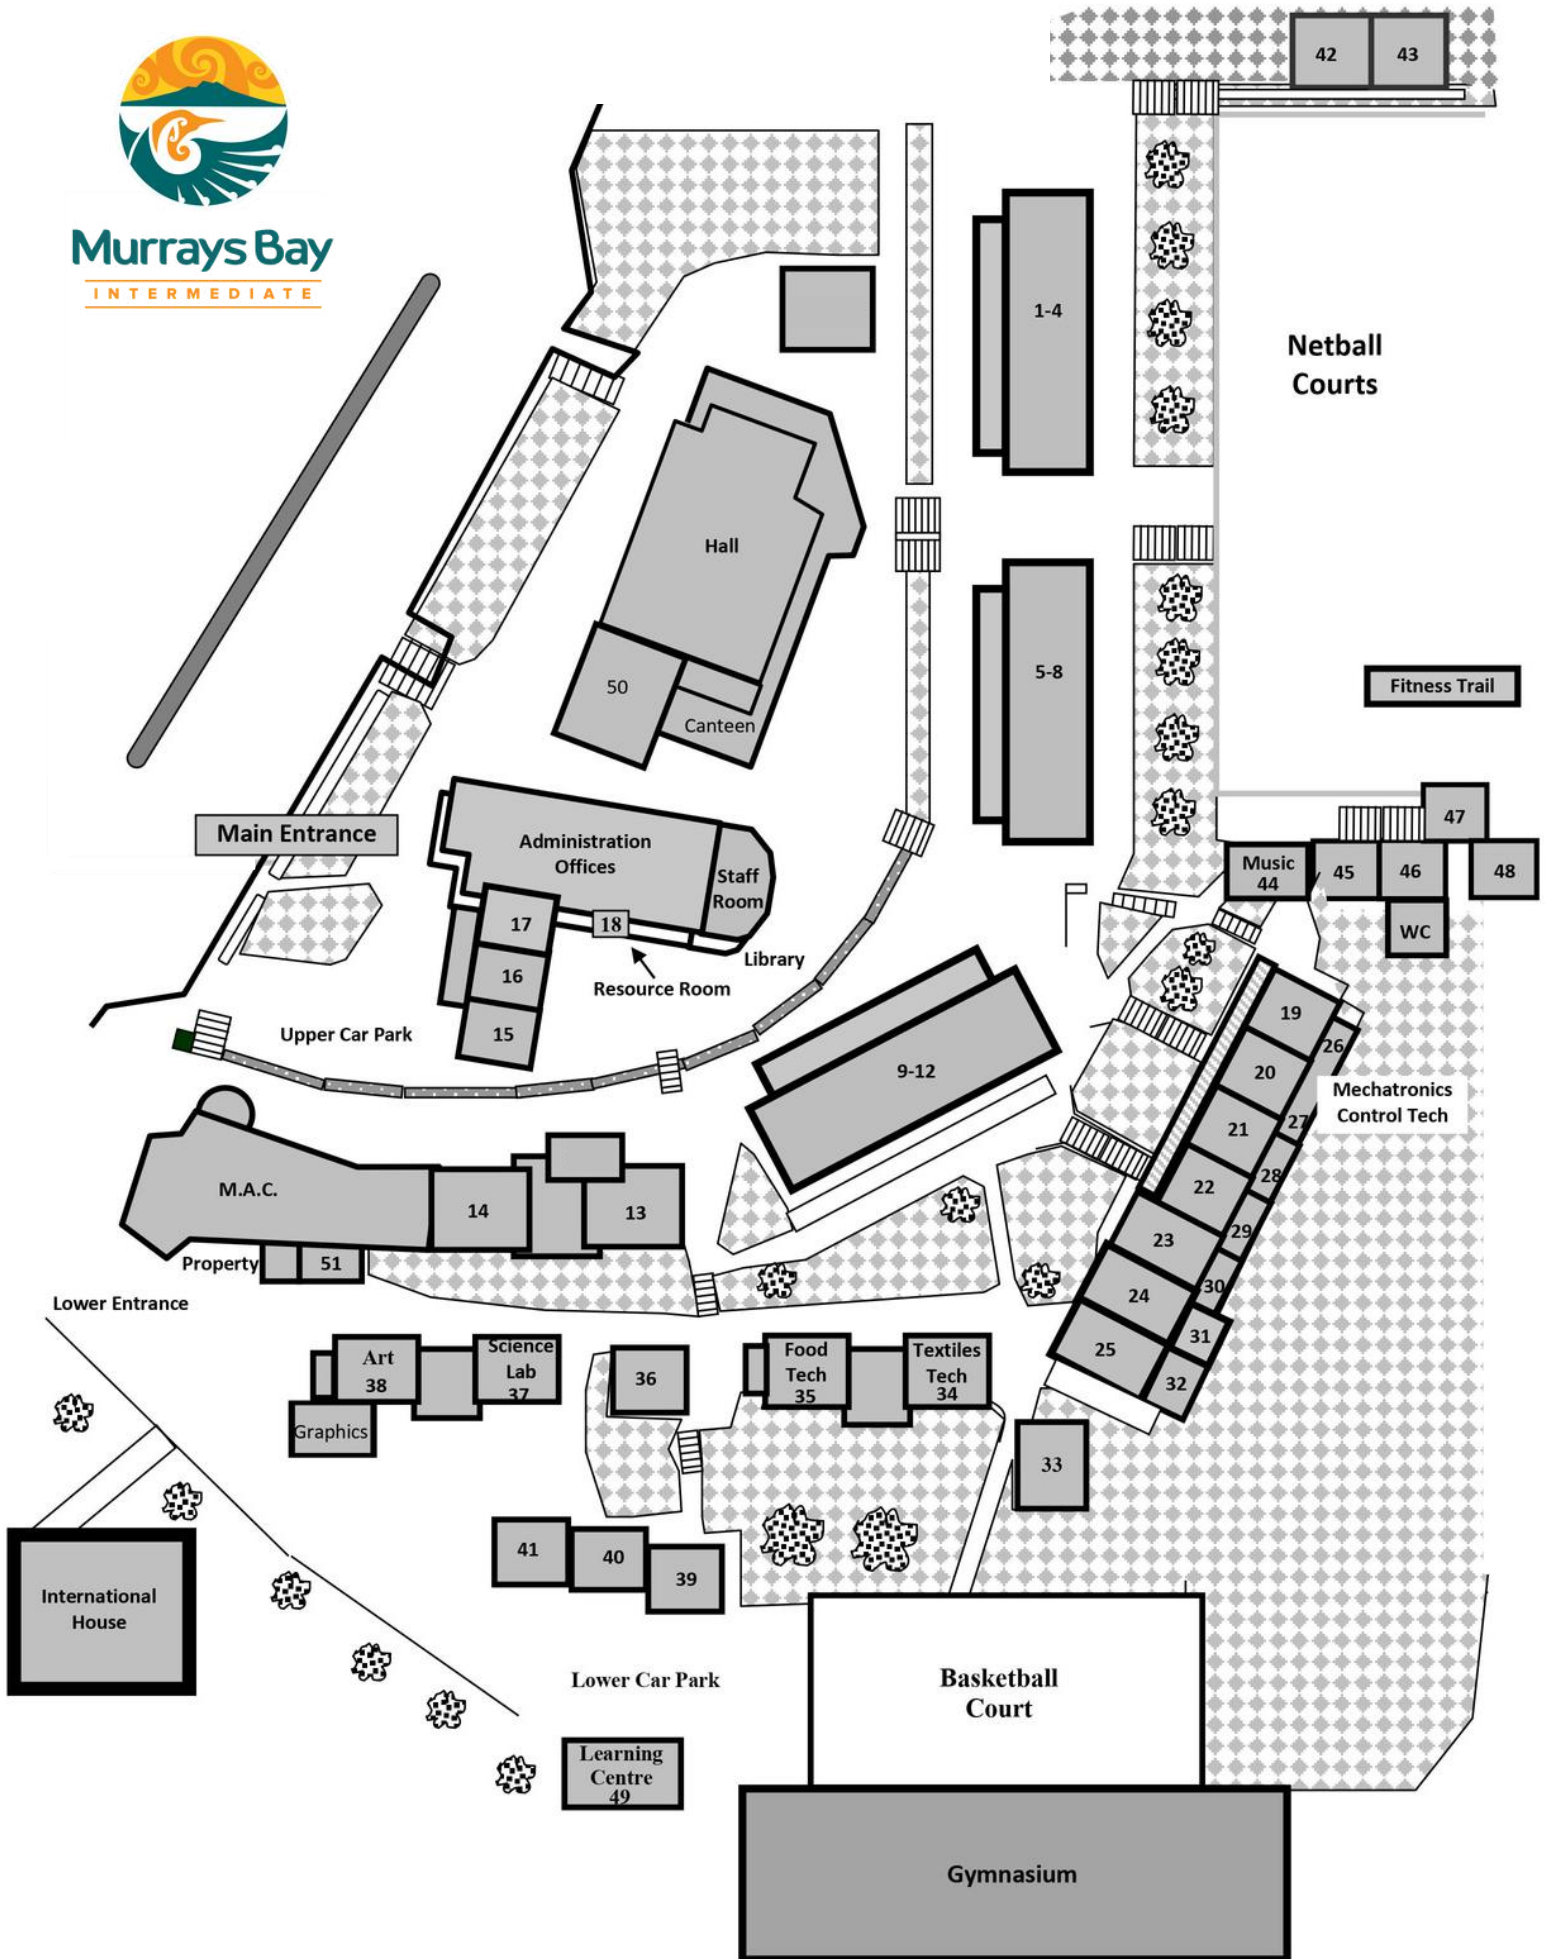 42
43
Murrays Bay
INTERMEDIATE
1-4
Netball
Courts
Hall
50
Canteen
5-8
Fitness Trail
Main Entrance
Administration
Offices
Staff
Room
17
18
16
15
Library
Resource Room
Upper Car Park
47
Music
44
45
46
48
WC
9-12
19
20
21
22
23
24
25
26
27
28
29
30
31
32
Mechatronics
Control Tech
M.A.C.
14
13
Property
51
Lower Entrance
Art
38
Science
Lab
37
Graphics
36
Food
Tech
35
Textiles
Tech
34
33
41
40
39
International
House
Lower Car Park
Basketball
Court
Learning
Centre
49
Gymnasium